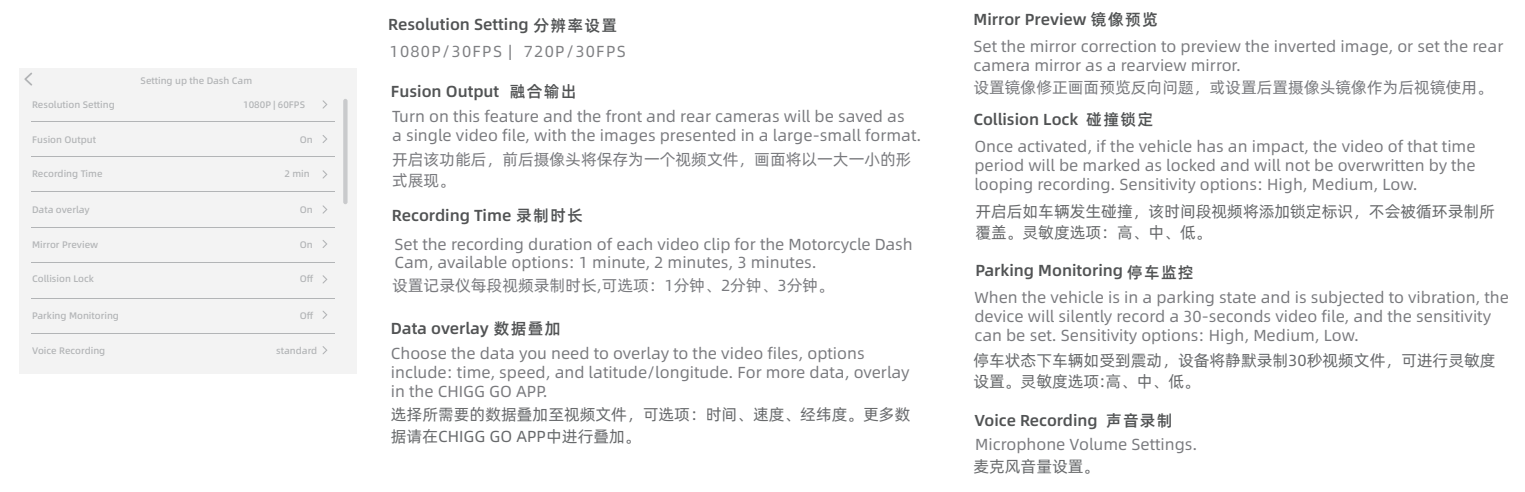 Setting up the Dash Cam
Resolution Setting 1080P | 60FPS
Fusion Output On
Recording Time 2 min
Data overlay On
Mirror Preview On
Collision Lock Off
Parking Monitoring Off
Voice Recording standard
Resolution Setting 分辨率设置
1080P/30FPS | 720P/30FPS
Fusion Output 融合输出
Turn on this feature and the front and rear cameras will be saved as
a single video file, with the images presented in a large-small format.
开启该功能后，前后摄像头将保存为一个视频文件，画面将以一大一小的形
式展现。
Recording Time 录制时长
Set the recording duration of each video clip for the Motorcycle Dash
Cam, available options: 1 minute, 2 minutes, 3 minutes.
设置记录仪每段视频录制时长,可选项：1分钟、2分钟、3分钟。
Data overlay 数据叠加
Choose the data you need to overlay to the video files, options
include: time, speed, and latitude/longitude. For more data, overlay
in the CHIGG GO APP.
选择所需要的数据叠加至视频文件，可选项：时间、速度、经纬度。更多数
据请在CHIGG GO APP中进行叠加。
Mirror Preview 镜像预览
Set the mirror correction to preview the inverted image, or set the rear
camera mirror as a rearview mirror.
设置镜像修正画面预览反向问题，或设置后置摄像头镜像作为后视镜使用。
Collision Lock 碰撞锁定
Once activated, if the vehicle has an impact, the video of that time
period will be marked as locked and will not be overwritten by the
looping recording. Sensitivity options: High, Medium, Low.
开启后如车辆发生碰撞，该时间段视频将添加锁定标识，不会被循环录制所
覆盖。灵敏度选项：高、中、低。
Parking Monitoring 停车监控
When the vehicle is in a parking state and is subjected to vibration, the
device will silently record a 30-seconds video file, and the sensitivity
can be set. Sensitivity options: High, Medium, Low.
停车状态下车辆如受到震动，设备将静默录制30秒视频文件，可进行灵敏度
设置。灵敏度选项:高、中、低。
Voice Recording 声音录制
Microphone Volume Settings.
麦克风音量设置。